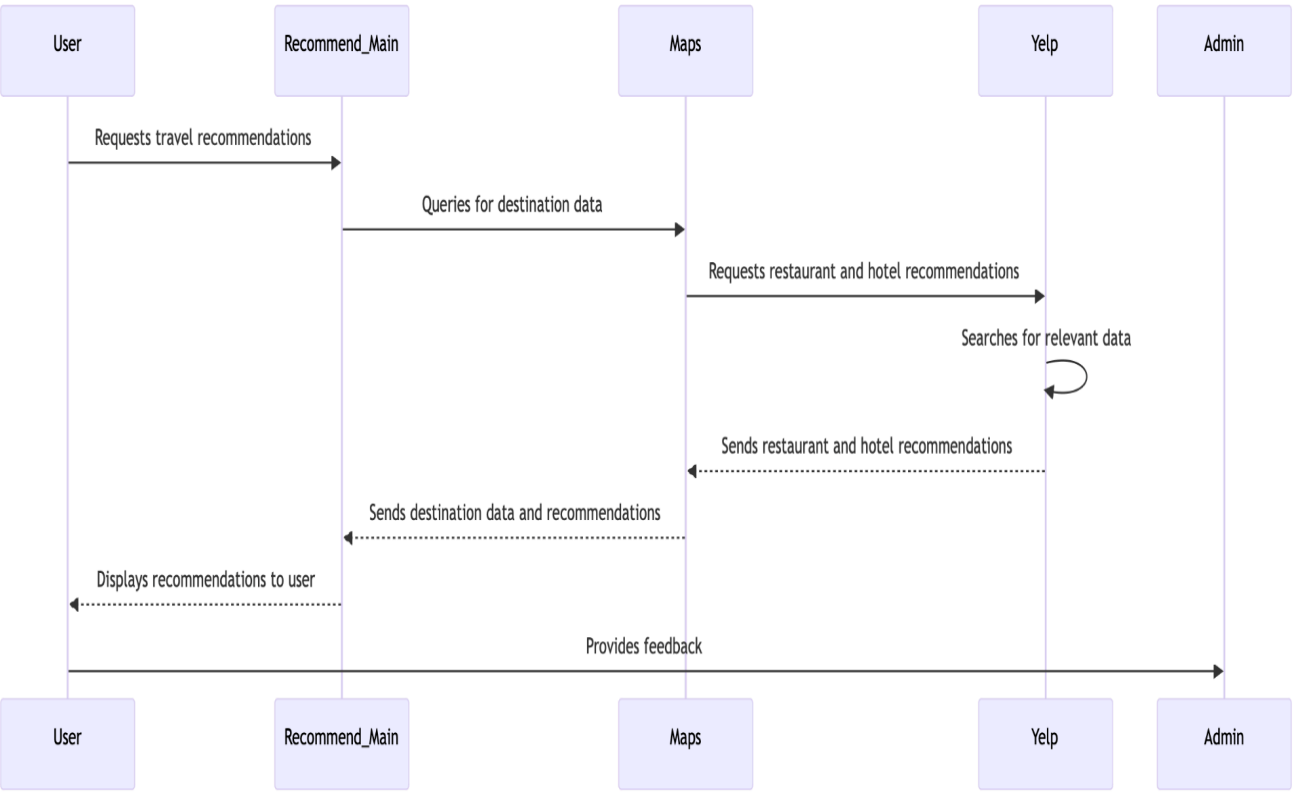 User
Recommend_Main
Maps
Yelp
Admin
Requests travel recommendations
Queries for destination data
Requests restaurant and hotel recommendations
Searches for relevant data
Sends restaurant and hotel recommendations
Sends destination data and recommendations
Displays recommendations to user
Provides feedback
User
Recommend_Main
Maps
Yelp
Admin